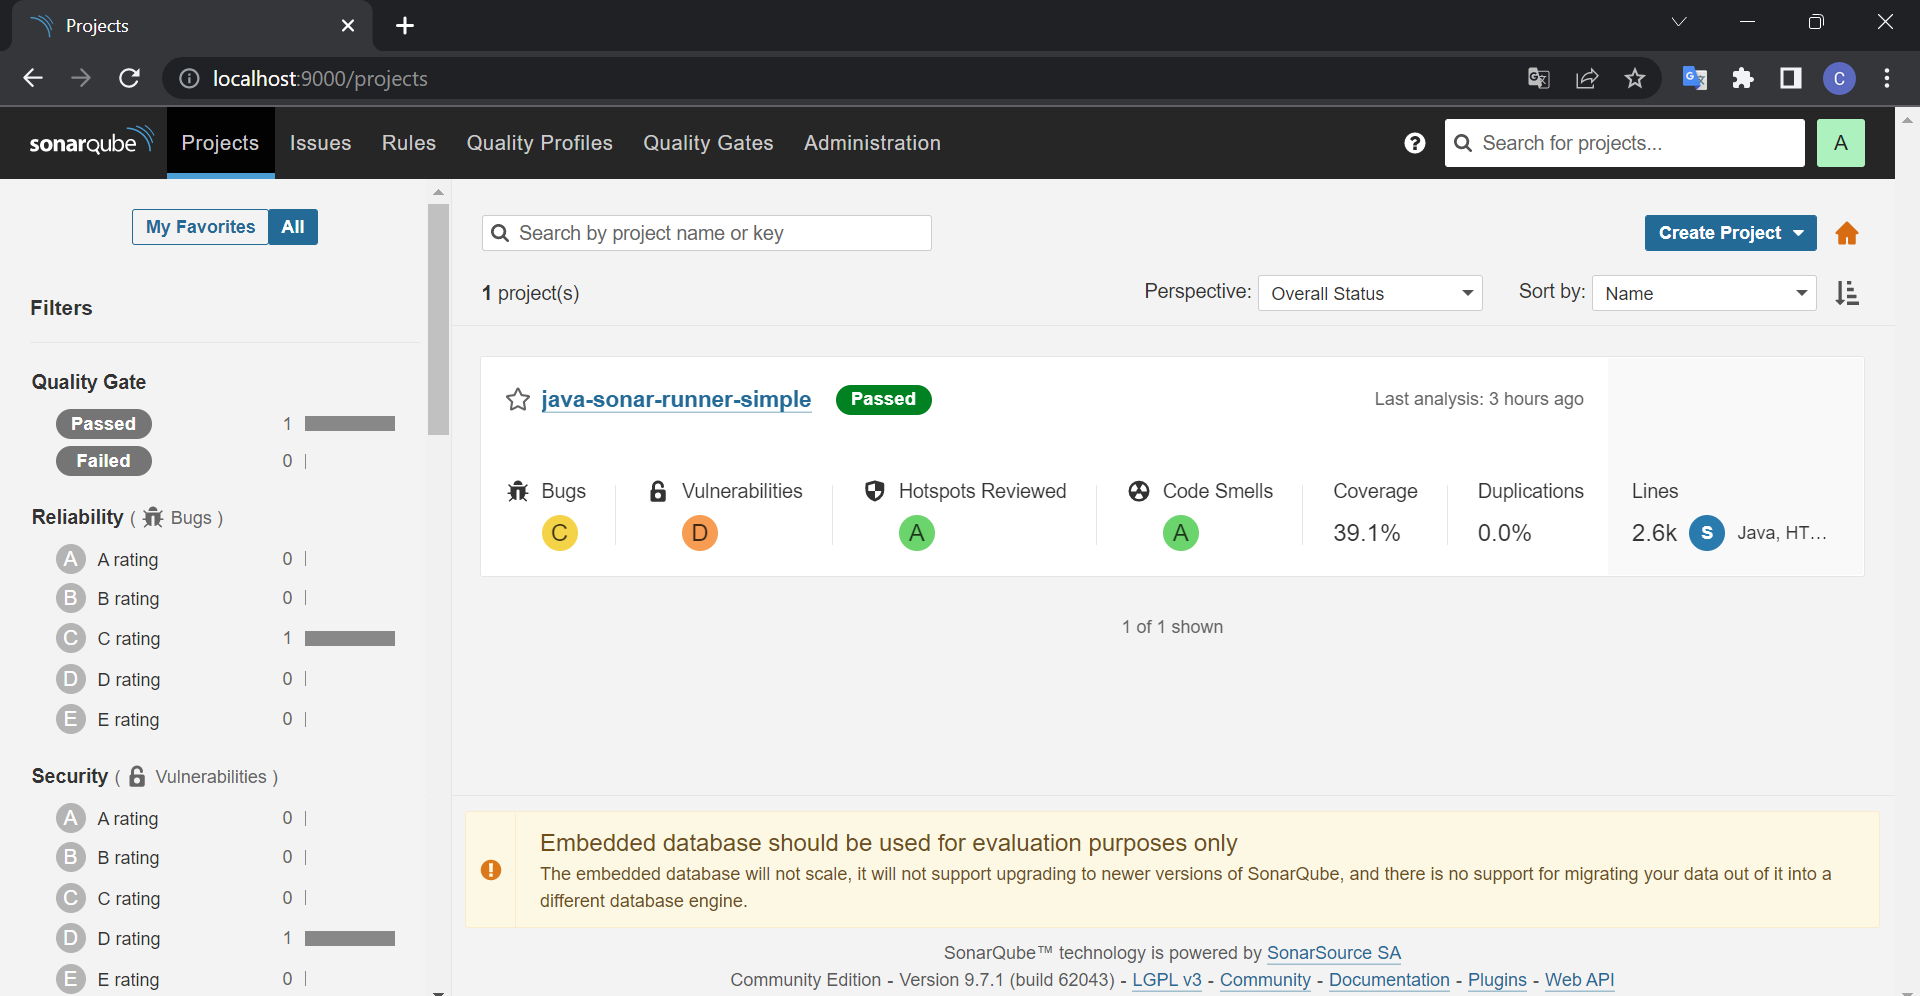 Projects
localhost:9000/projects
C
sonarqube Projects Issues Rules Quality Profiles Quality Gates Administration
? Search for projects... A
My Favorites All
Filters
Quality Gate
Passed 1
Failed 0
Reliability ( Bugs )
A A rating 0
B B rating 0
C C rating 1
D D rating 0
E E rating 0
Security ( Vulnerabilities )
A A rating 0
B B rating 0
C C rating 0
D D rating 1
E E rating 0
Search by project name or key
Create Project
1 project(s)
Perspective: Overall Status
Sort by: Name
java-sonar-runner-simple Passed
Last analysis: 3 hours ago
Bugs Vulnerabilities Hotspots Reviewed Code Smells Coverage Duplications Lines
C D A A 39.1% 0.0% 2.6k S Java, HT...
1 of 1 shown
Embedded database should be used for evaluation purposes only
The embedded database will not scale, it will not support upgrading to newer versions of SonarQube, and there is no support for migrating your data out of it into a
different database engine.
SonarQube™ technology is powered by SonarSource SA
Community Edition - Version 9.7.1 (build 62043) - LGPL v3 - Community - Documentation - Plugins - Web API